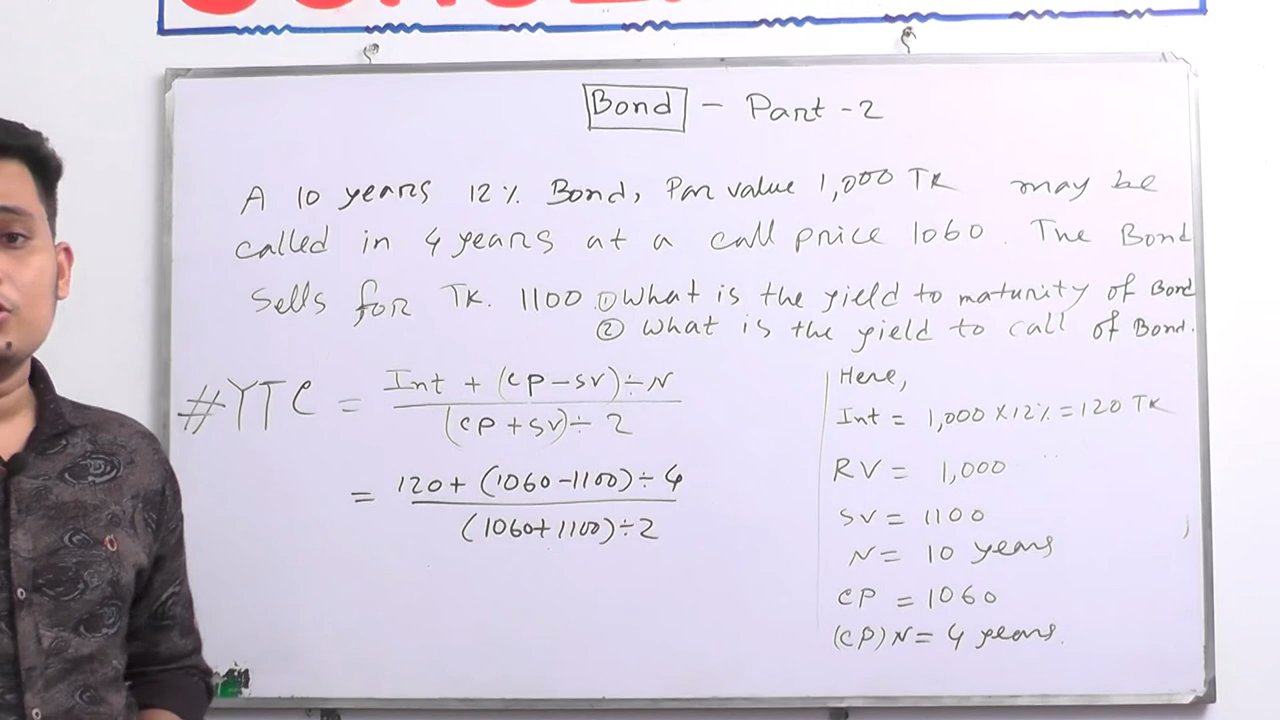 Bond - Part -2
A 10 years 12% Bond, Par value 1,000 TK may be
called in 4 years at a call price 1060. The Bond
Sells for TK. 1100 ① What is the yield to maturity of Bond
② What is the yield to call of Bond.
#YTC = Int + (CP-SV)÷N
(CP+SV)÷2
= 120+ (1060-1100)÷4
(1060+1100)÷2
Here,
Int = 1,000 X12% = 120 TK
RV = 1,000
SV = 1100
N = 10 years
CP = 1060
(CP) N = 4 years.